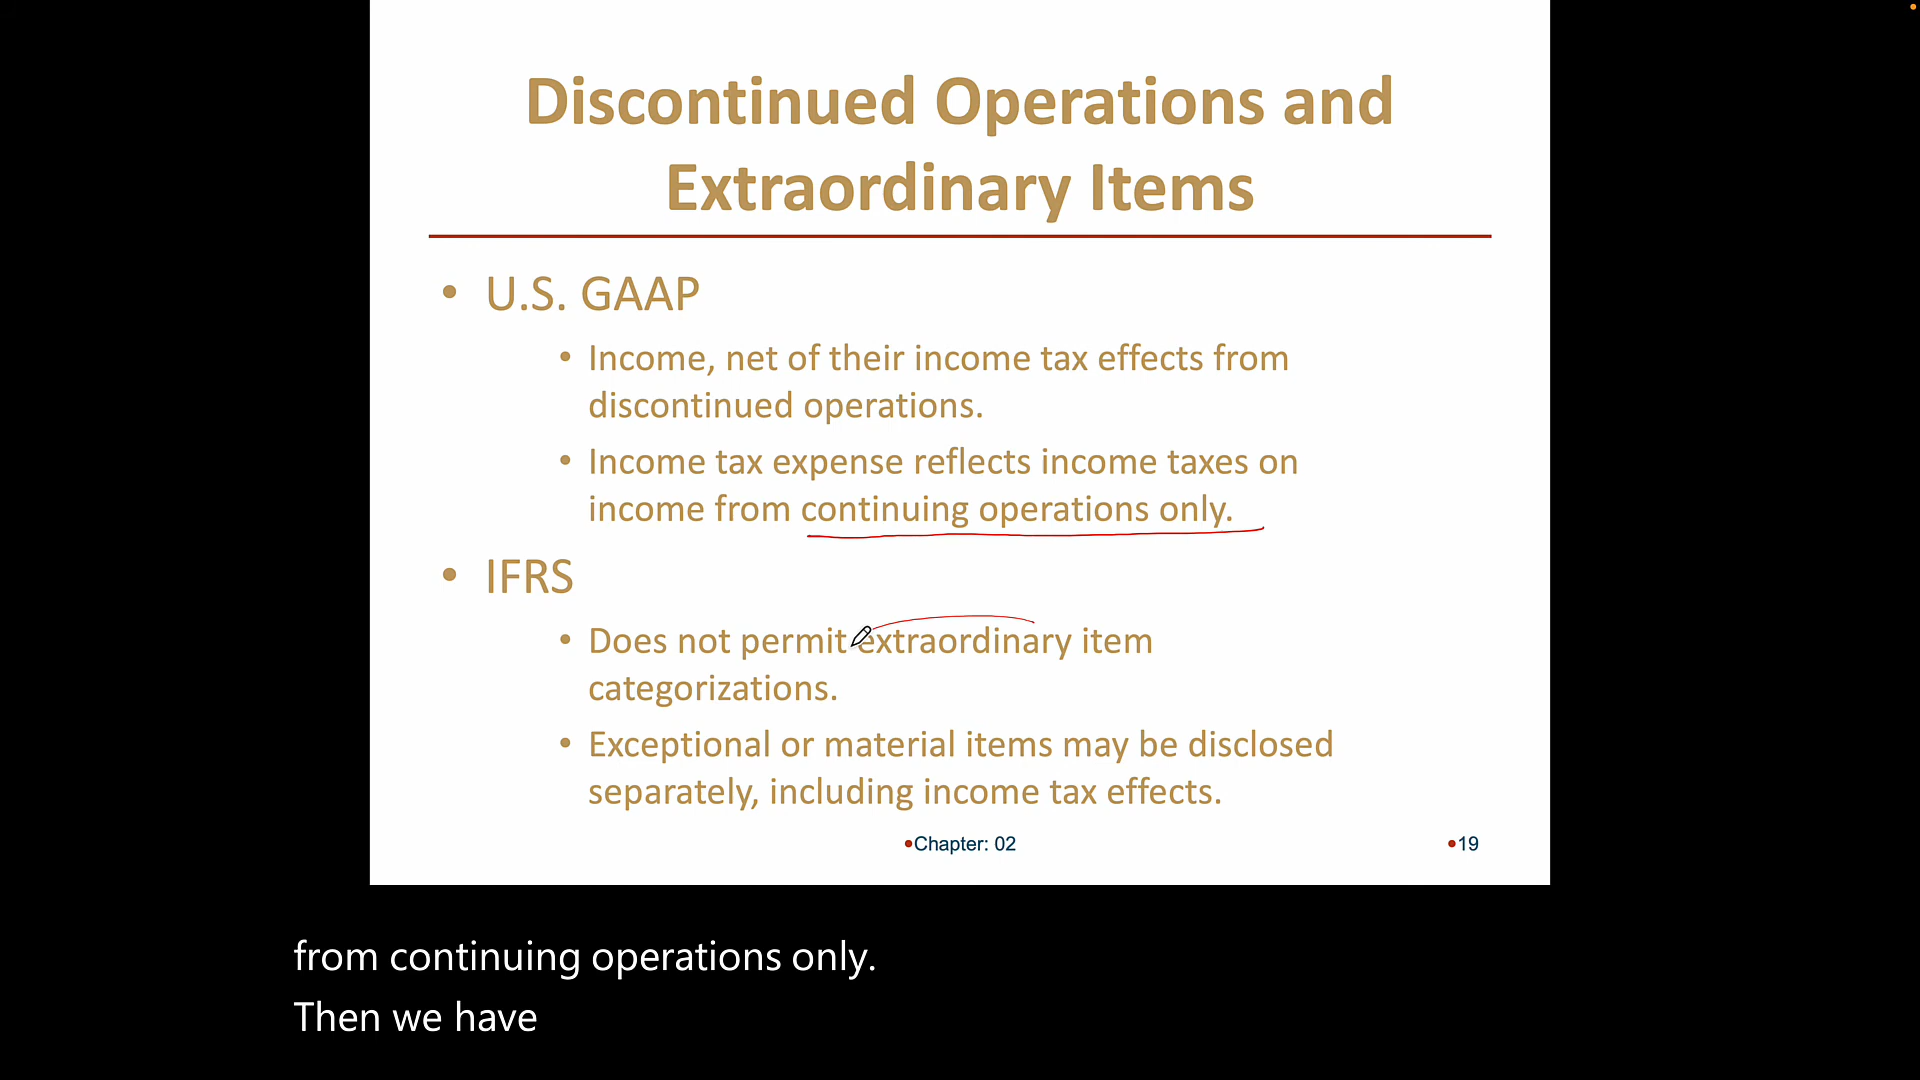 Discontinued Operations and
Extraordinary Items
• U.S. GAAP
• Income, net of their income tax effects from
discontinued operations.
• Income tax expense reflects income taxes on
income from continuing operations only.
• IFRS
• Does not permit extraordinary item
categorizations.
• Exceptional or material items may be disclosed
separately, including income tax effects.
•Chapter: 02
•19
from continuing operations only.
Then we have